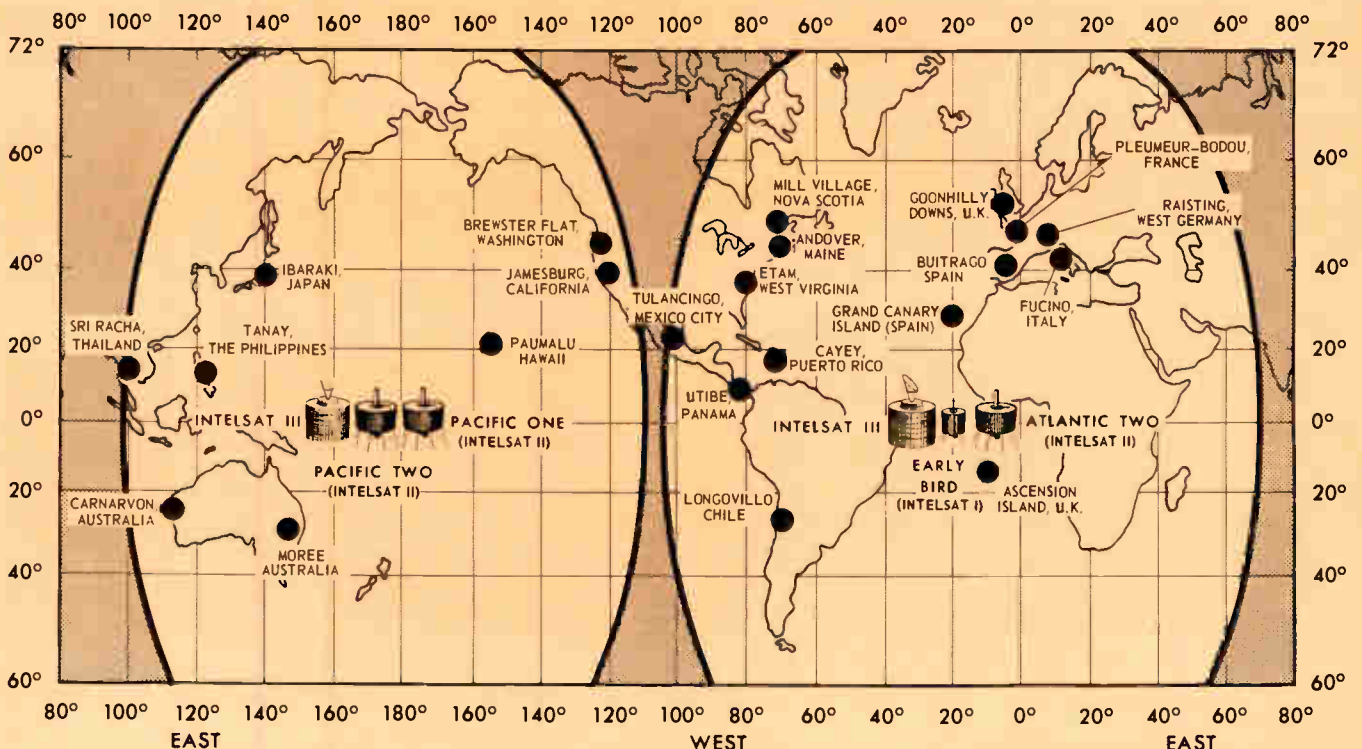 80° 100° 120° 140° 160° 180° 160° 140° 120° 100° 80° 60° 40° 20° 0° 20° 40° 60° 80°
72°
72°
60°
60°
40°
40°
20°
20°
0°
0°
20°
20°
40°
40°
60°
60°
PLEUMEUR-BODOU,
FRANCE
MILL VILLAGE,
NOVA SCOTIA
GOONHILLY
DOWNS, U.K.
RAISTING,
WEST GERMANY
BREWSTER FLAT,
WASHINGTON
ANDOVER,
MAINE
IBARAKI,
JAPAN
JAMESBURG,
CALIFORNIA
ETAM,
WEST VIRGINIA
BUITRAGO
SPAIN
TULANCINGO,
MEXICO CITY
GRAND CANARY
ISLAND (SPAIN)
FUCINO,
ITALY
SRI RACHA,
THAILAND
TANAY,
THE PHILIPPINES
PAUMALU
HAWAII
CAYEY,
PUERTO RICO
UTIBE,
PANAMA
INTELSAT III
PACIFIC ONE
(INTELSAT II)
INTELSAT III
ATLANTIC TWO
(INTELSAT II)
PACIFIC TWO
(INTELSAT II)
EARLY
BIRD
(INTELSAT I)
CARNARVON,
AUSTRALIA
LONGOVILLO
CHILE
ASCENSION
ISLAND, U.K.
MOREE
AUSTRALIA
80° 100° 120° 140° 160° 180° 160° 140° 120° 100° 80° 60° 40° 20° 0° 20° 40° 60° 80°
EAST WEST EAST